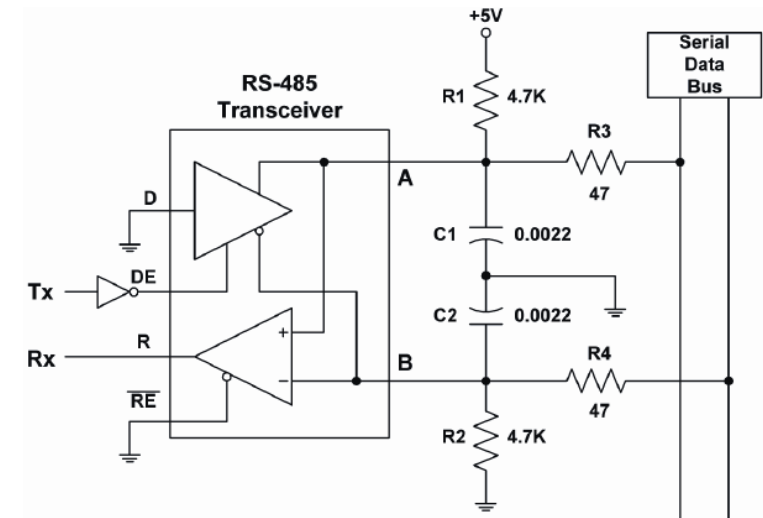 +5V
Serial
Data
Bus
RS-485
Transceiver
R1 4.7K
R3
A
47
D
C1 0.0022
DE
Tx
C2 0.0022
R
Rx
+
B
R4
−
RE
47
R2 4.7K